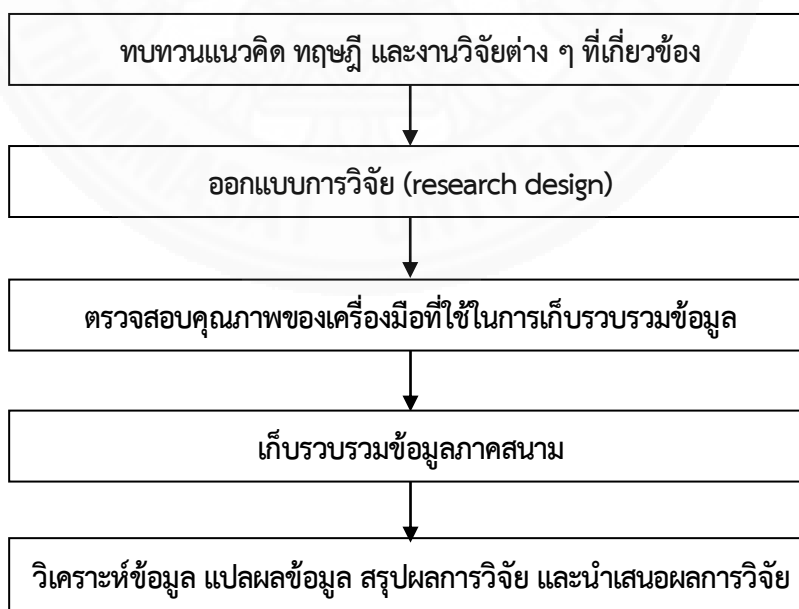 ทบทวนแนวคิด ทฤษฎี และงานวิจัยต่าง ๆ ที่เกี่ยวข้อง
ออกแบบการวิจัย (research design)
ตรวจสอบคุณภาพของเครื่องมือที่ใช้ในการเก็บรวบรวมข้อมูล
เก็บรวบรวมข้อมูลภาคสนาม
วิเคราะห์ข้อมูล แปลผลข้อมูล สรุปผลการวิจัย และนำเสนอผลการวิจัย